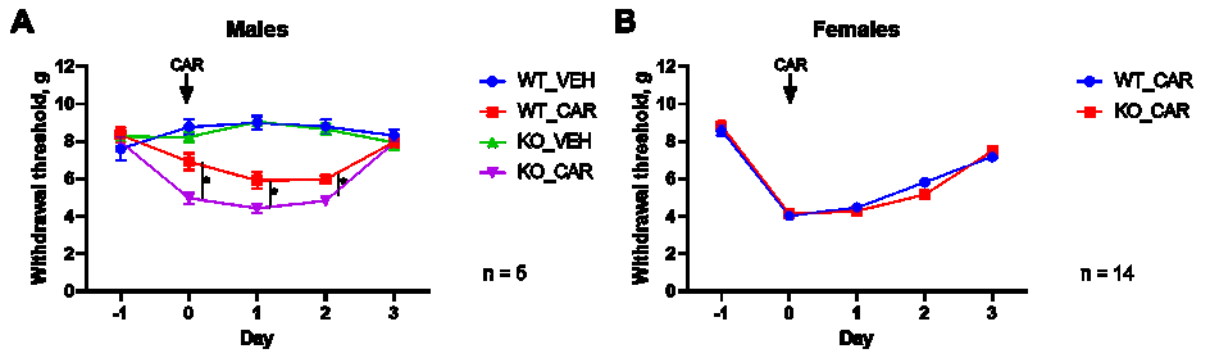 A
Males
CAR
Withdrawal threshold, g
12
10
8
6
4
2
0
-1
0
1
2
3
Day
*
*
*
WT_VEH
WT_CAR
KO_VEH
KO_CAR
n = 6
B
Females
CAR
Withdrawal threshold, g
12
10
8
6
4
2
0
-1
0
1
2
3
Day
WT_CAR
KO_CAR
n = 14